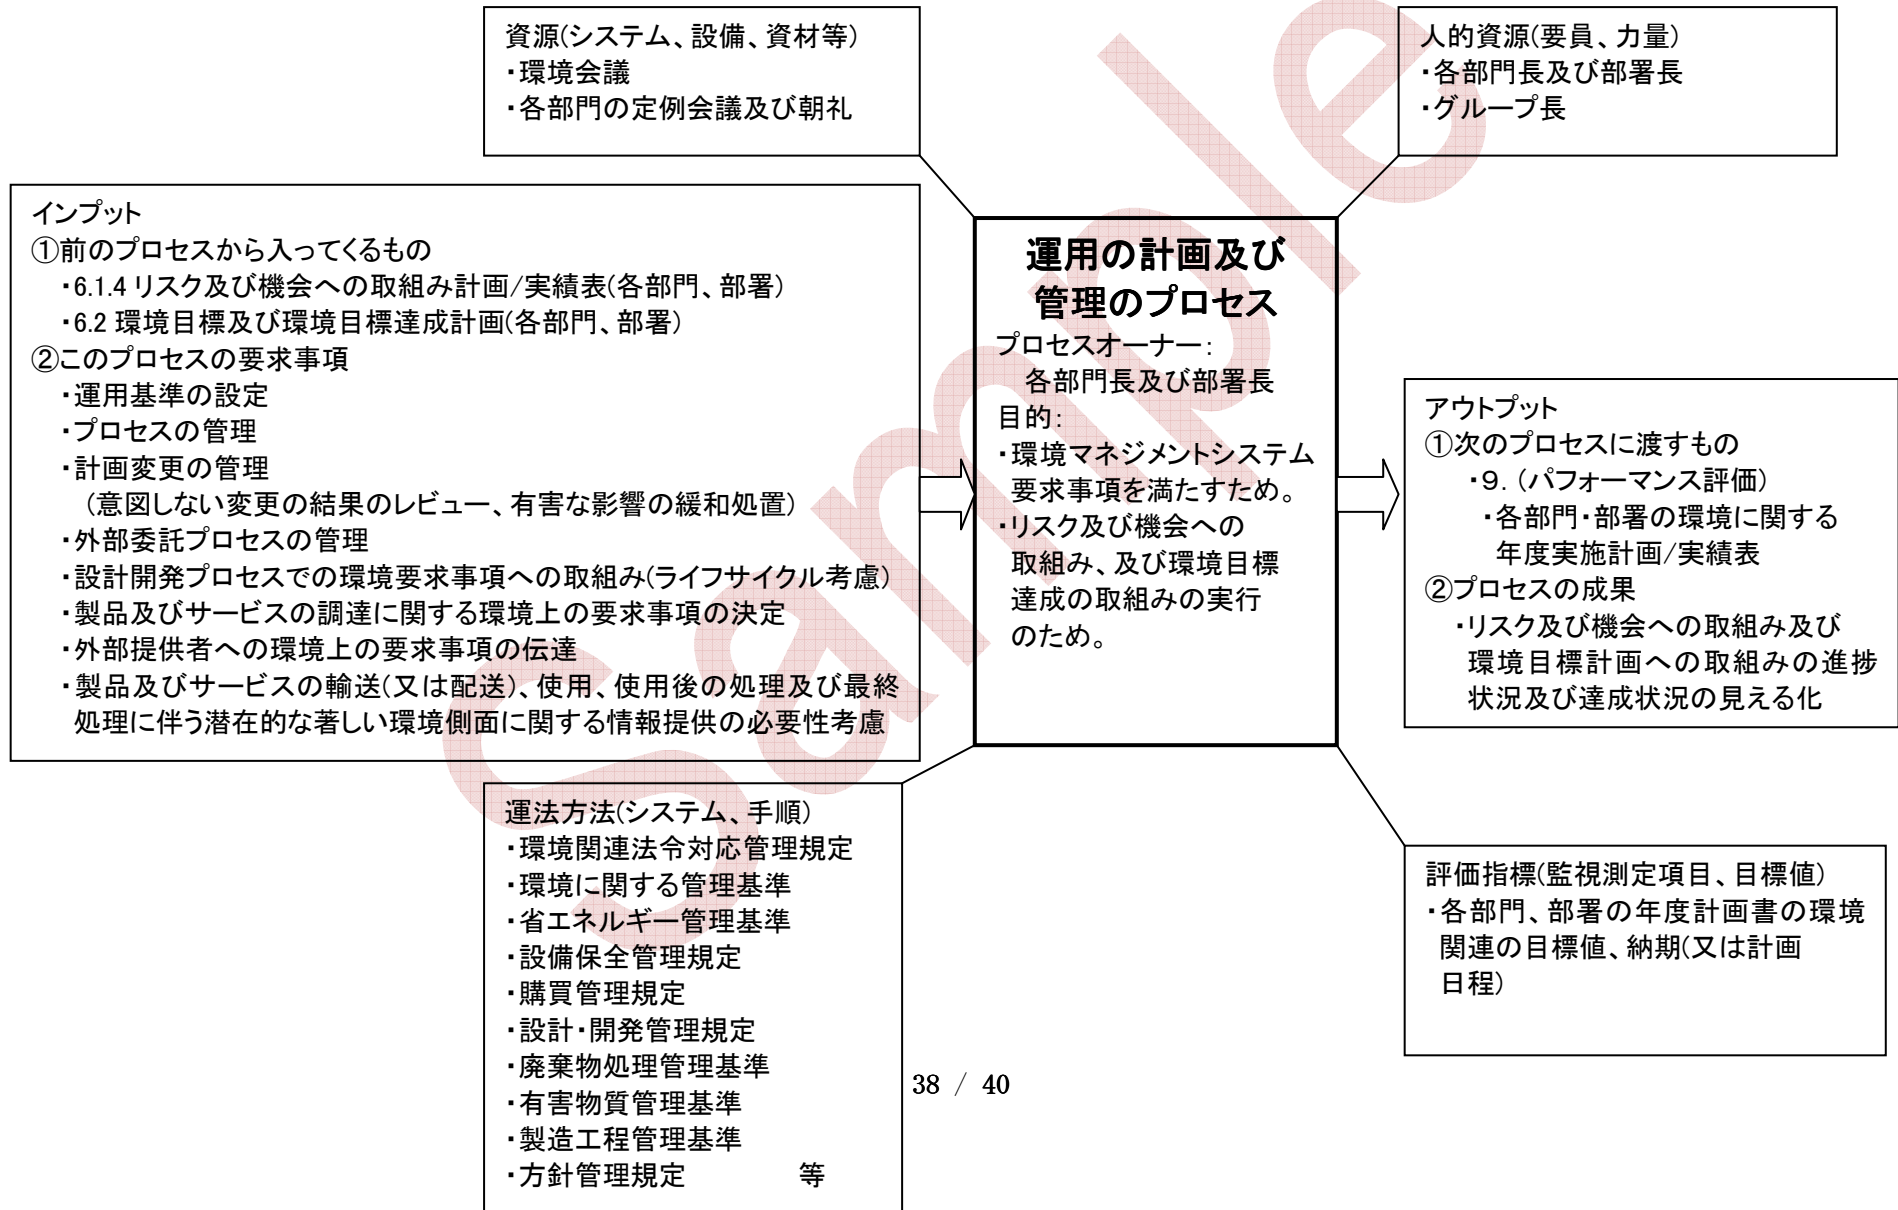 資源(システム、設備、資材等)
・環境会議
・各部門の定例会議及び朝礼
人的資源(要員、力量)
・各部門長及び部署長
・グループ長
インプット
①前のプロセスから入ってくるもの
・6.1.4 リスク及び機会への取組み計画/実績表(各部門、部署)
・6.2 環境目標及び環境目標達成計画(各部門、部署)
②このプロセスの要求事項
・運用基準の設定
・プロセスの管理
・計画変更の管理
(意図しない変更の結果のレビュー、有害な影響の緩和処置)
・外部委託プロセスの管理
・設計開発プロセスでの環境要求事項への取組み(ライフサイクル考慮)
・製品及びサービスの調達に関する環境上の要求事項の決定
・外部提供者への環境上の要求事項の伝達
・製品及びサービスの輸送(又は配送)、使用、使用後の処理及び最終
処理に伴う潜在的な著しい環境側面に関する情報提供の必要性考慮
運用の計画及び
管理のプロセス
プロセスオーナー:
各部門長及び部署長
目的:
・環境マネジメントシステム
要求事項を満たすため。
・リスク及び機会への
取組み、及び環境目標
達成の取組みの実行
のため。
アウトプット
①次のプロセスに渡すもの
・9. (パフォーマンス評価)
・各部門・部署の環境に関する
年度実施計画/実績表
②プロセスの成果
・リスク及び機会への取組み及び
環境目標計画への取組みの進捗
状況及び達成状況の見える化
運法方法(システム、手順)
・環境関連法令対応管理規定
・環境に関する管理基準
・省エネルギー管理基準
・設備保全管理規定
・購買管理規定
・設計・開発管理規定
・廃棄物処理管理基準
・有害物質管理基準
・製造工程管理基準
・方針管理規定 等
評価指標(監視測定項目、目標値)
・各部門、部署の年度計画書の環境
関連の目標値、納期(又は計画
日程)
38 / 40
Sample